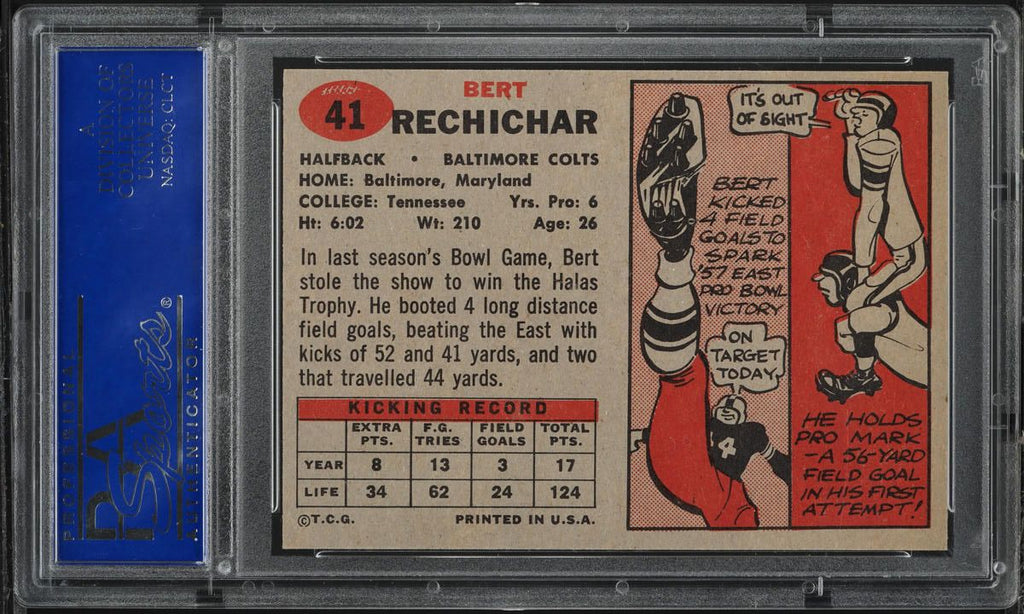 A
DIVISION OF
COLLECTORS
UNIVERSE
NASDAQ: CLCT
PROFESSIONAL
PSA
Sports®
AUTHENTICATOR
41
BERT
RECHICHAR
HALFBACK • BALTIMORE COLTS
HOME: Baltimore, Maryland
COLLEGE: Tennessee Yrs. Pro: 6
Ht: 6:02 Wt: 210 Age: 26
In last season's Bowl Game, Bert
stole the show to win the Halas
Trophy. He booted 4 long distance
field goals, beating the East with
kicks of 52 and 41 yards, and two
that travelled 44 yards.
KICKING RECORD
EXTRA PTS. F.G. TRIES FIELD GOALS TOTAL PTS.
YEAR 8 13 3 17
LIFE 34 62 24 124
©T.C.G. PRINTED IN U.S.A.
BERT
KICKED
4 FIELD
GOALS TO
SPARK
'57 EAST
PRO BOWL
VICTORY
ON
TARGET
TODAY
4
IT'S OUT
OF SIGHT
HE HOLDS
PRO MARK
-A 56-YARD
FIELD GOAL
IN HIS FIRST
ATTEMPT!